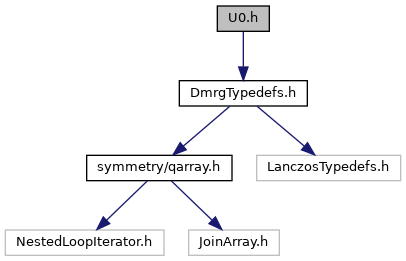 U0.h
DmrgTypedefs.h
symmetry/qarray.h
LanczosTypedefs.h
NestedLoopIterator.h
JoinArray.h